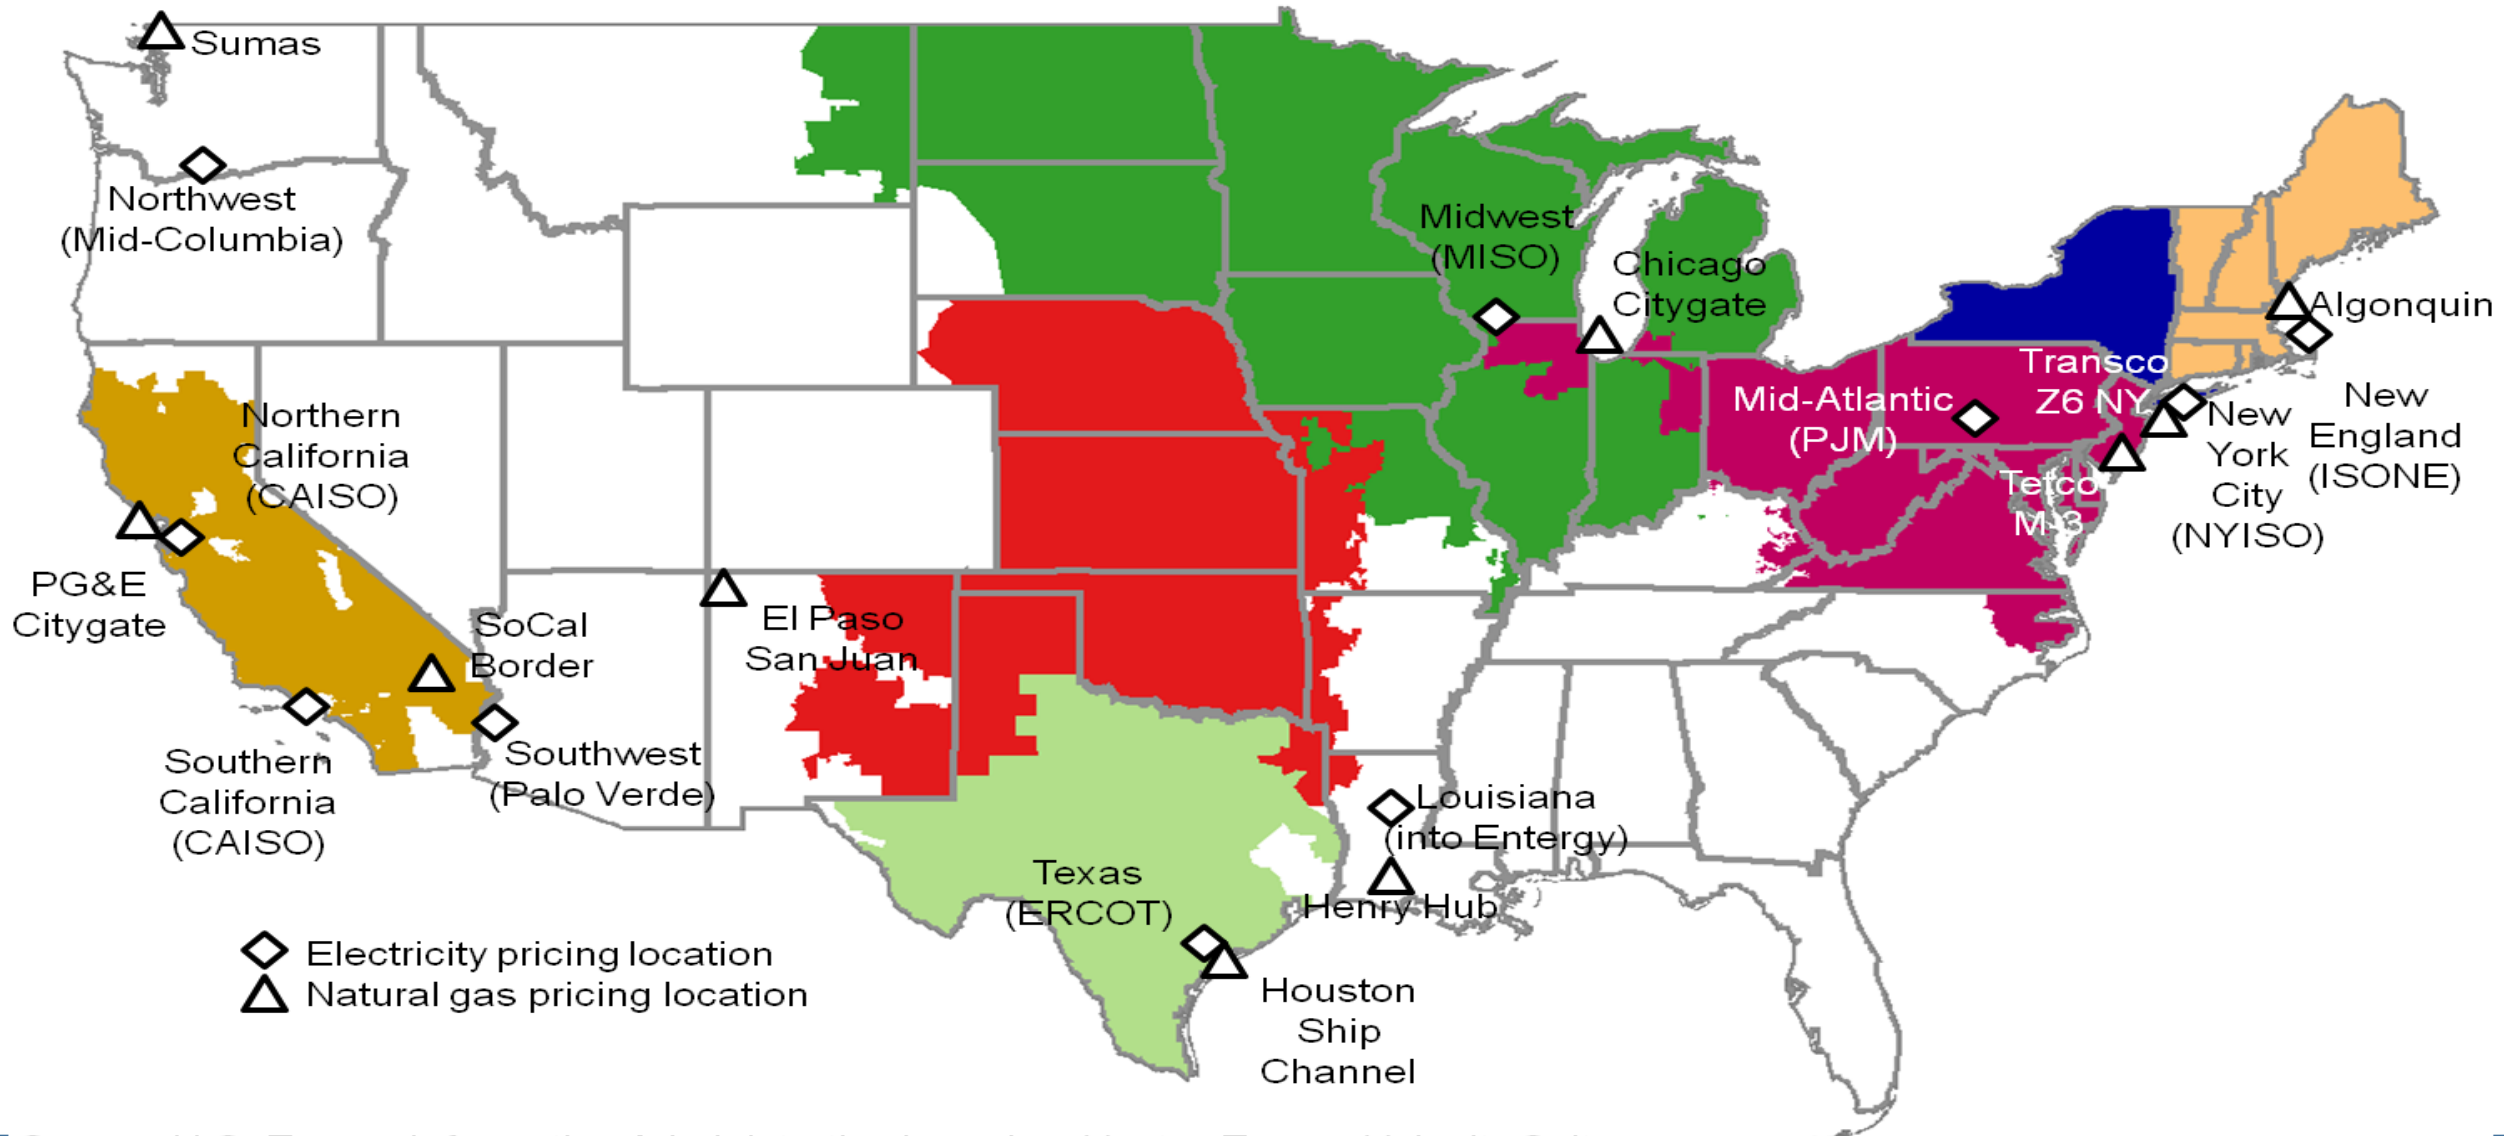 Sumas
Northwest
(Mid-Columbia)
Midwest
(MISO)
Chicago
Citygate
Algonquin
Transco
Z6 NY
Mid-Atlantic
(PJM)
New
York
City
(NYISO)
New
England
(ISONE)
Northern
California
(CAISO)
Tetco
M-3
PG&E
Citygate
SoCal
Border
El Paso
San Juan
Southwest
(Palo Verde)
Southern
California
(CAISO)
Louisiana
(into Entergy)
Texas
(ERCOT)
Henry Hub
Houston
Ship
Channel
Electricity pricing location
Natural gas pricing location